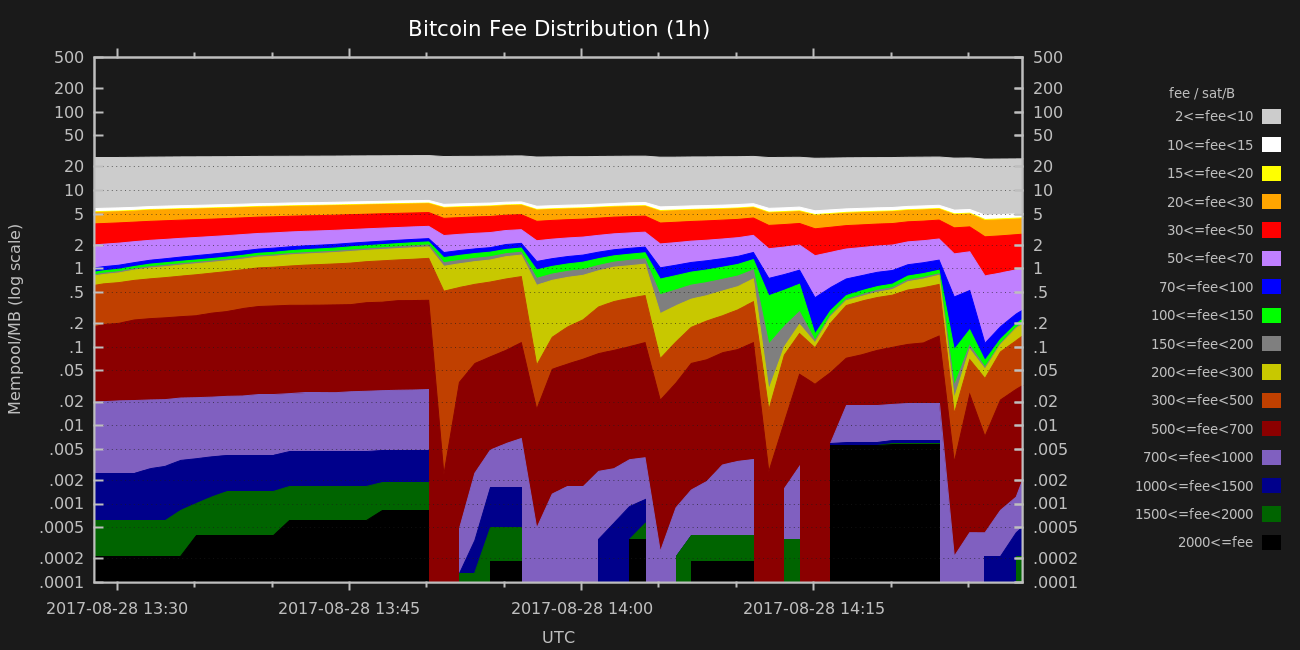 Bitcoin Fee Distribution (1h)
500 500
200 200
100 100
50 50
20 20
10 10
5 5
2 2
1 1
.5 .5
.2 .2
.1 .1
.05 .05
.02 .02
.01 .01
.005 .005
.002 .002
.001 .001
.0005 .0005
.0002 .0002
.0001 .0001
Mempool/MB (log scale)
2017-08-28 13:30 2017-08-28 13:45 2017-08-28 14:00 2017-08-28 14:15
UTC
fee / sat/B
2<=fee<10
10<=fee<15
15<=fee<20
20<=fee<30
30<=fee<50
50<=fee<70
70<=fee<100
100<=fee<150
150<=fee<200
200<=fee<300
300<=fee<500
500<=fee<700
700<=fee<1000
1000<=fee<1500
1500<=fee<2000
2000<=fee